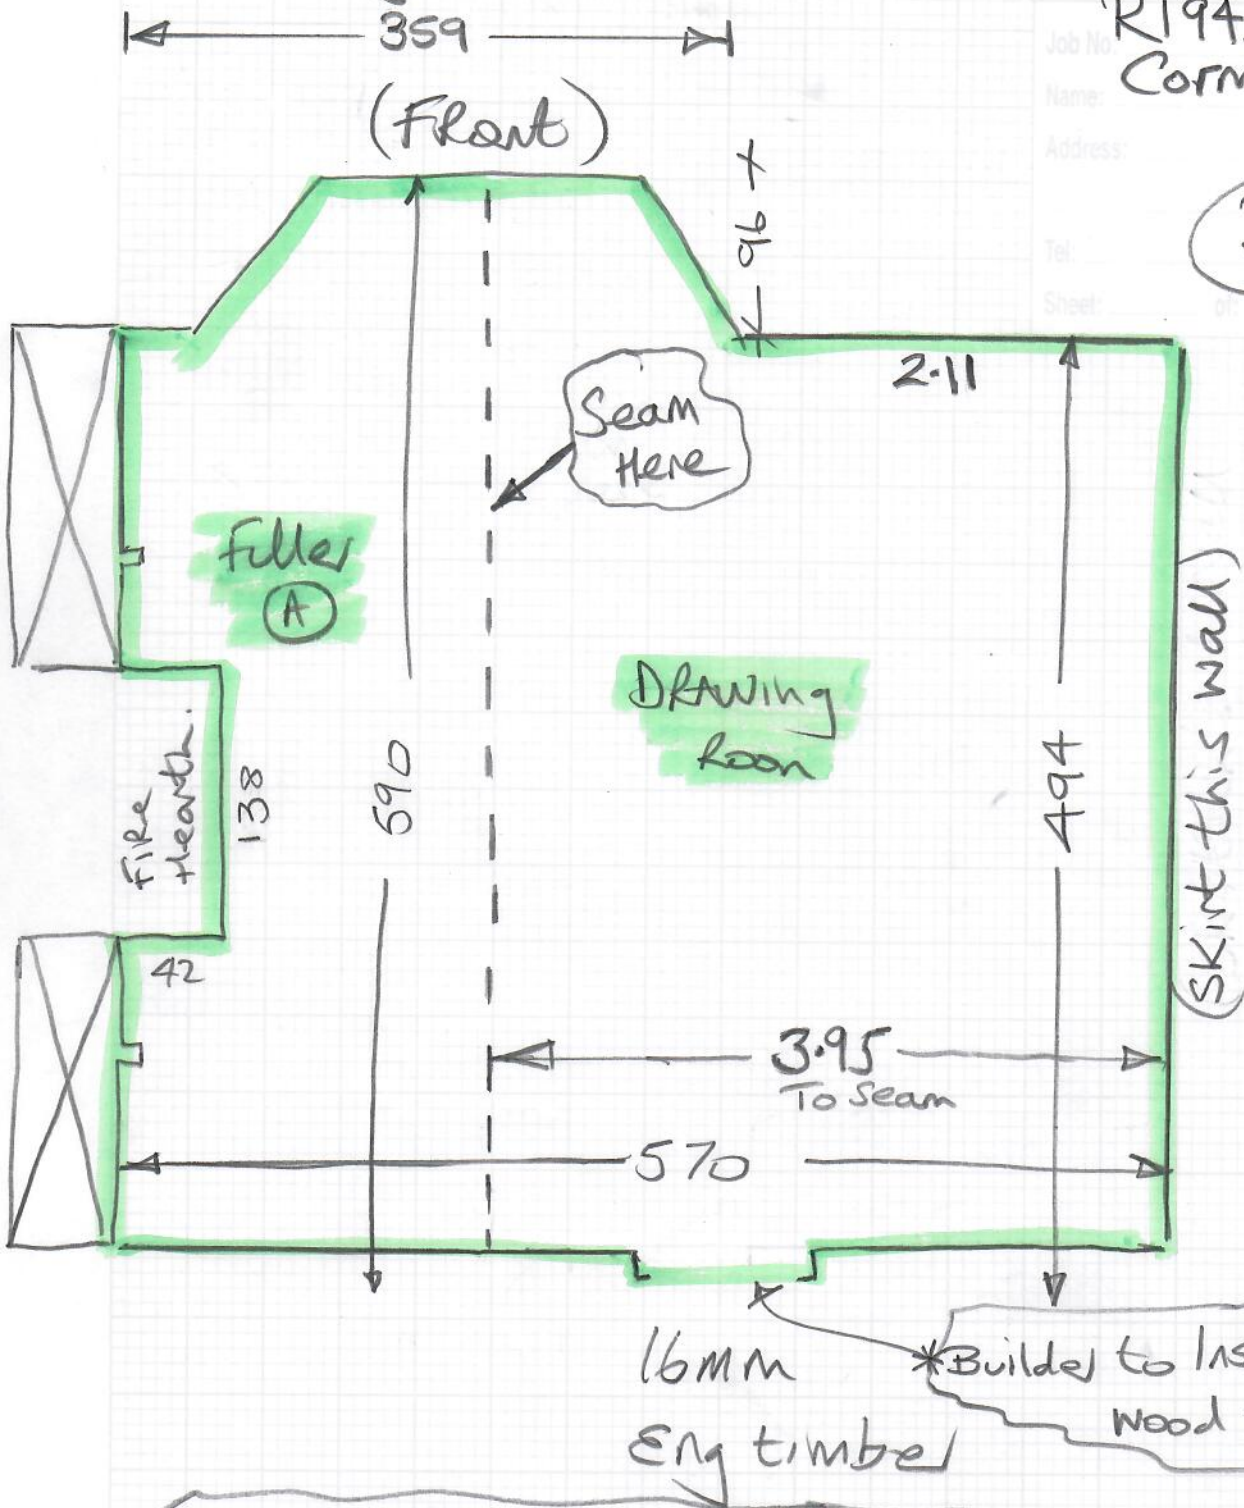 359
R194
Job No:
Corn
(Front)
Name:
Address:
96
Tel:
Sheet: of:
2.11
Seam
Here
Filler
A
DRAWing
Room
690
494
Fire
Hearth.
138
(Skirt this wall)
42
3.95
To Seam
570
16mm
*Builder to Ins
wood
Eng timber